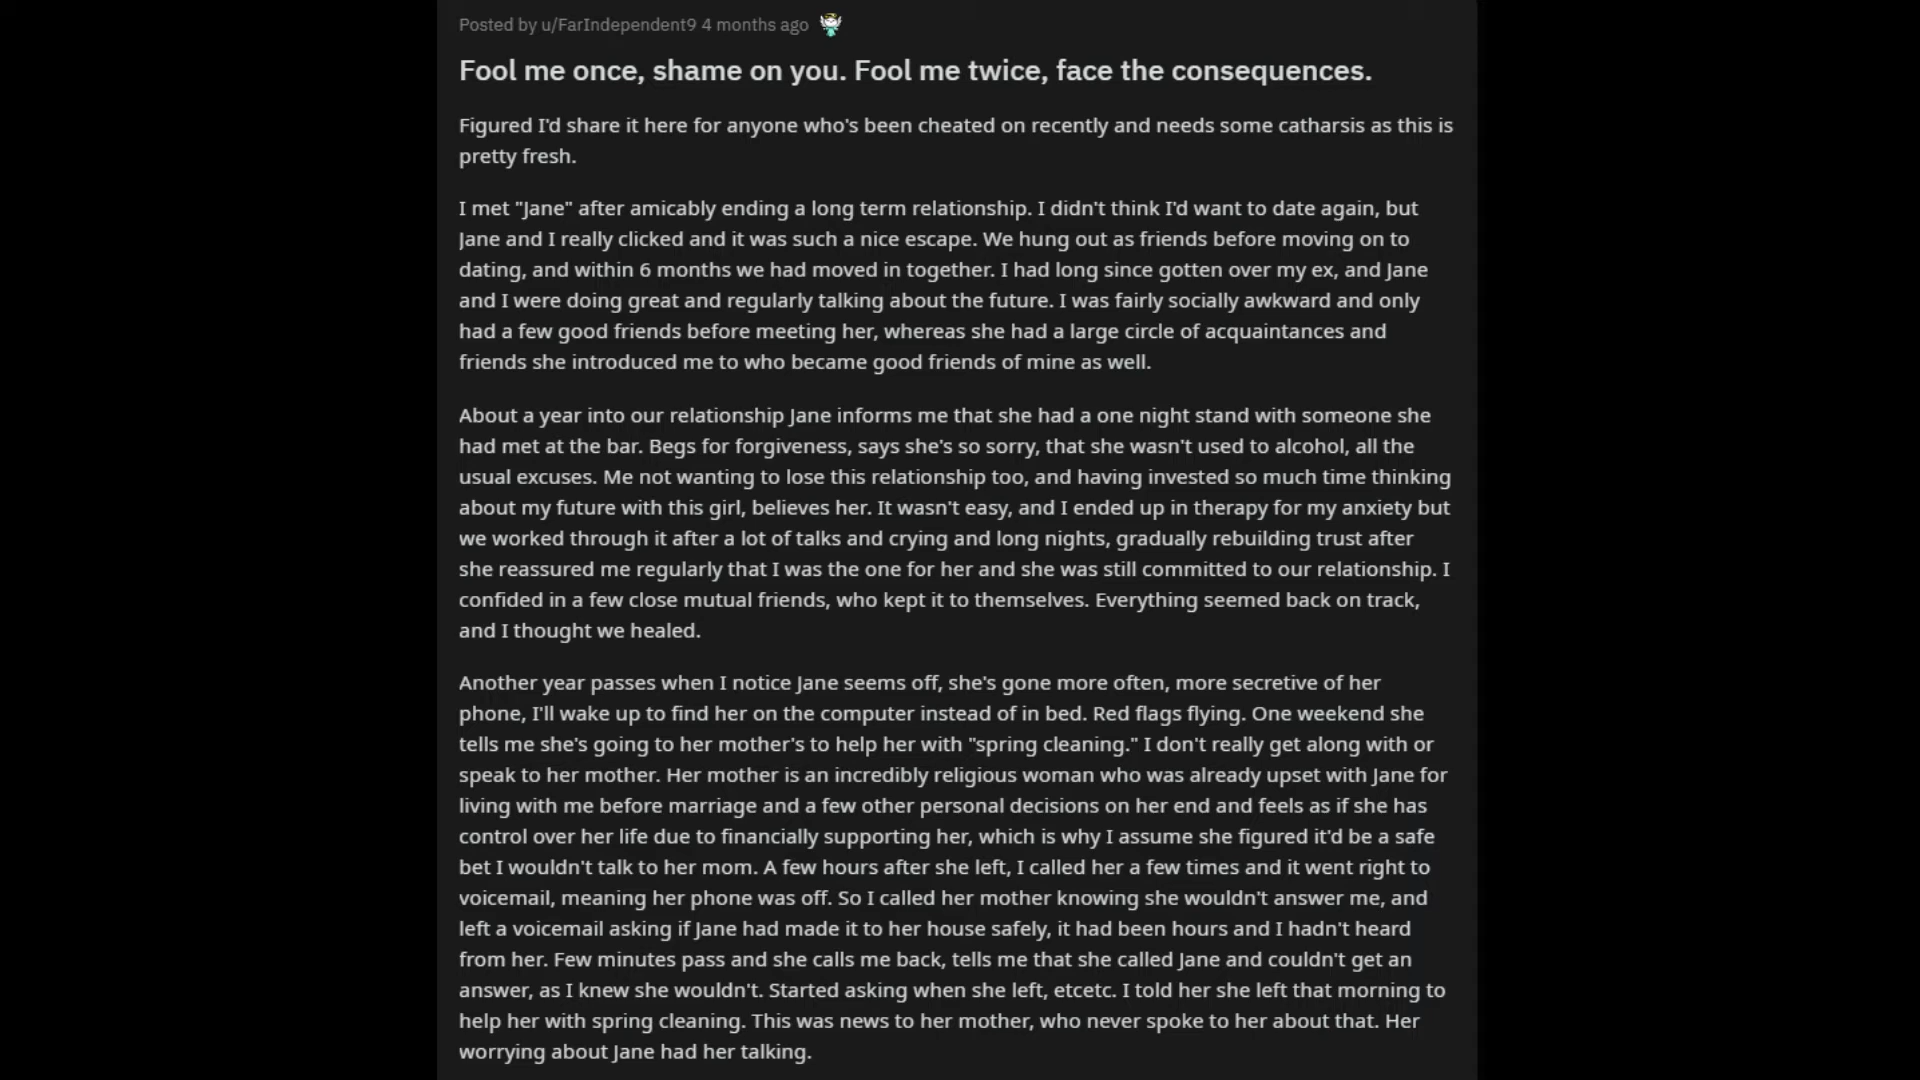 Posted by u/FarIndependent9 4 months ago
Fool me once, shame on you. Fool me twice, face the consequences.
Figured I'd share it here for anyone who's been cheated on recently and needs some catharsis as this is
pretty fresh.
I met "Jane" after amicably ending a long term relationship. I didn't think I'd want to date again, but
Jane and I really clicked and it was such a nice escape. We hung out as friends before moving on to
dating, and within 6 months we had moved in together. I had long since gotten over my ex, and Jane
and I were doing great and regularly talking about the future. I was fairly socially awkward and only
had a few good friends before meeting her, whereas she had a large circle of acquaintances and
friends she introduced me to who became good friends of mine as well.
About a year into our relationship Jane informs me that she had a one night stand with someone she
had met at the bar. Begs for forgiveness, says she's so sorry, that she wasn't used to alcohol, all the
usual excuses. Me not wanting to lose this relationship too, and having invested so much time thinking
about my future with this girl, believes her. It wasn't easy, and I ended up in therapy for my anxiety but
we worked through it after a lot of talks and crying and long nights, gradually rebuilding trust after
she reassured me regularly that I was the one for her and she was still committed to our relationship. I
confided in a few close mutual friends, who kept it to themselves. Everything seemed back on track,
and I thought we healed.
Another year passes when I notice Jane seems off, she's gone more often, more secretive of her
phone, I'll wake up to find her on the computer instead of in bed. Red flags flying. One weekend she
tells me she's going to her mother's to help her with "spring cleaning." I don't really get along with or
speak to her mother. Her mother is an incredibly religious woman who was already upset with Jane for
living with me before marriage and a few other personal decisions on her end and feels as if she has
control over her life due to financially supporting her, which is why I assume she figured it'd be a safe
bet I wouldn't talk to her mom. A few hours after she left, I called her a few times and it went right to
voicemail, meaning her phone was off. So I called her mother knowing she wouldn't answer me, and
left a voicemail asking if Jane had made it to her house safely, it had been hours and I hadn't heard
from her. Few minutes pass and she calls me back, tells me that she called Jane and couldn't get an
answer, as I knew she wouldn't. Started asking when she left, etcetc. I told her she left that morning to
help her with spring cleaning. This was news to her mother, who never spoke to her about that. Her
worrying about Jane had her talking.